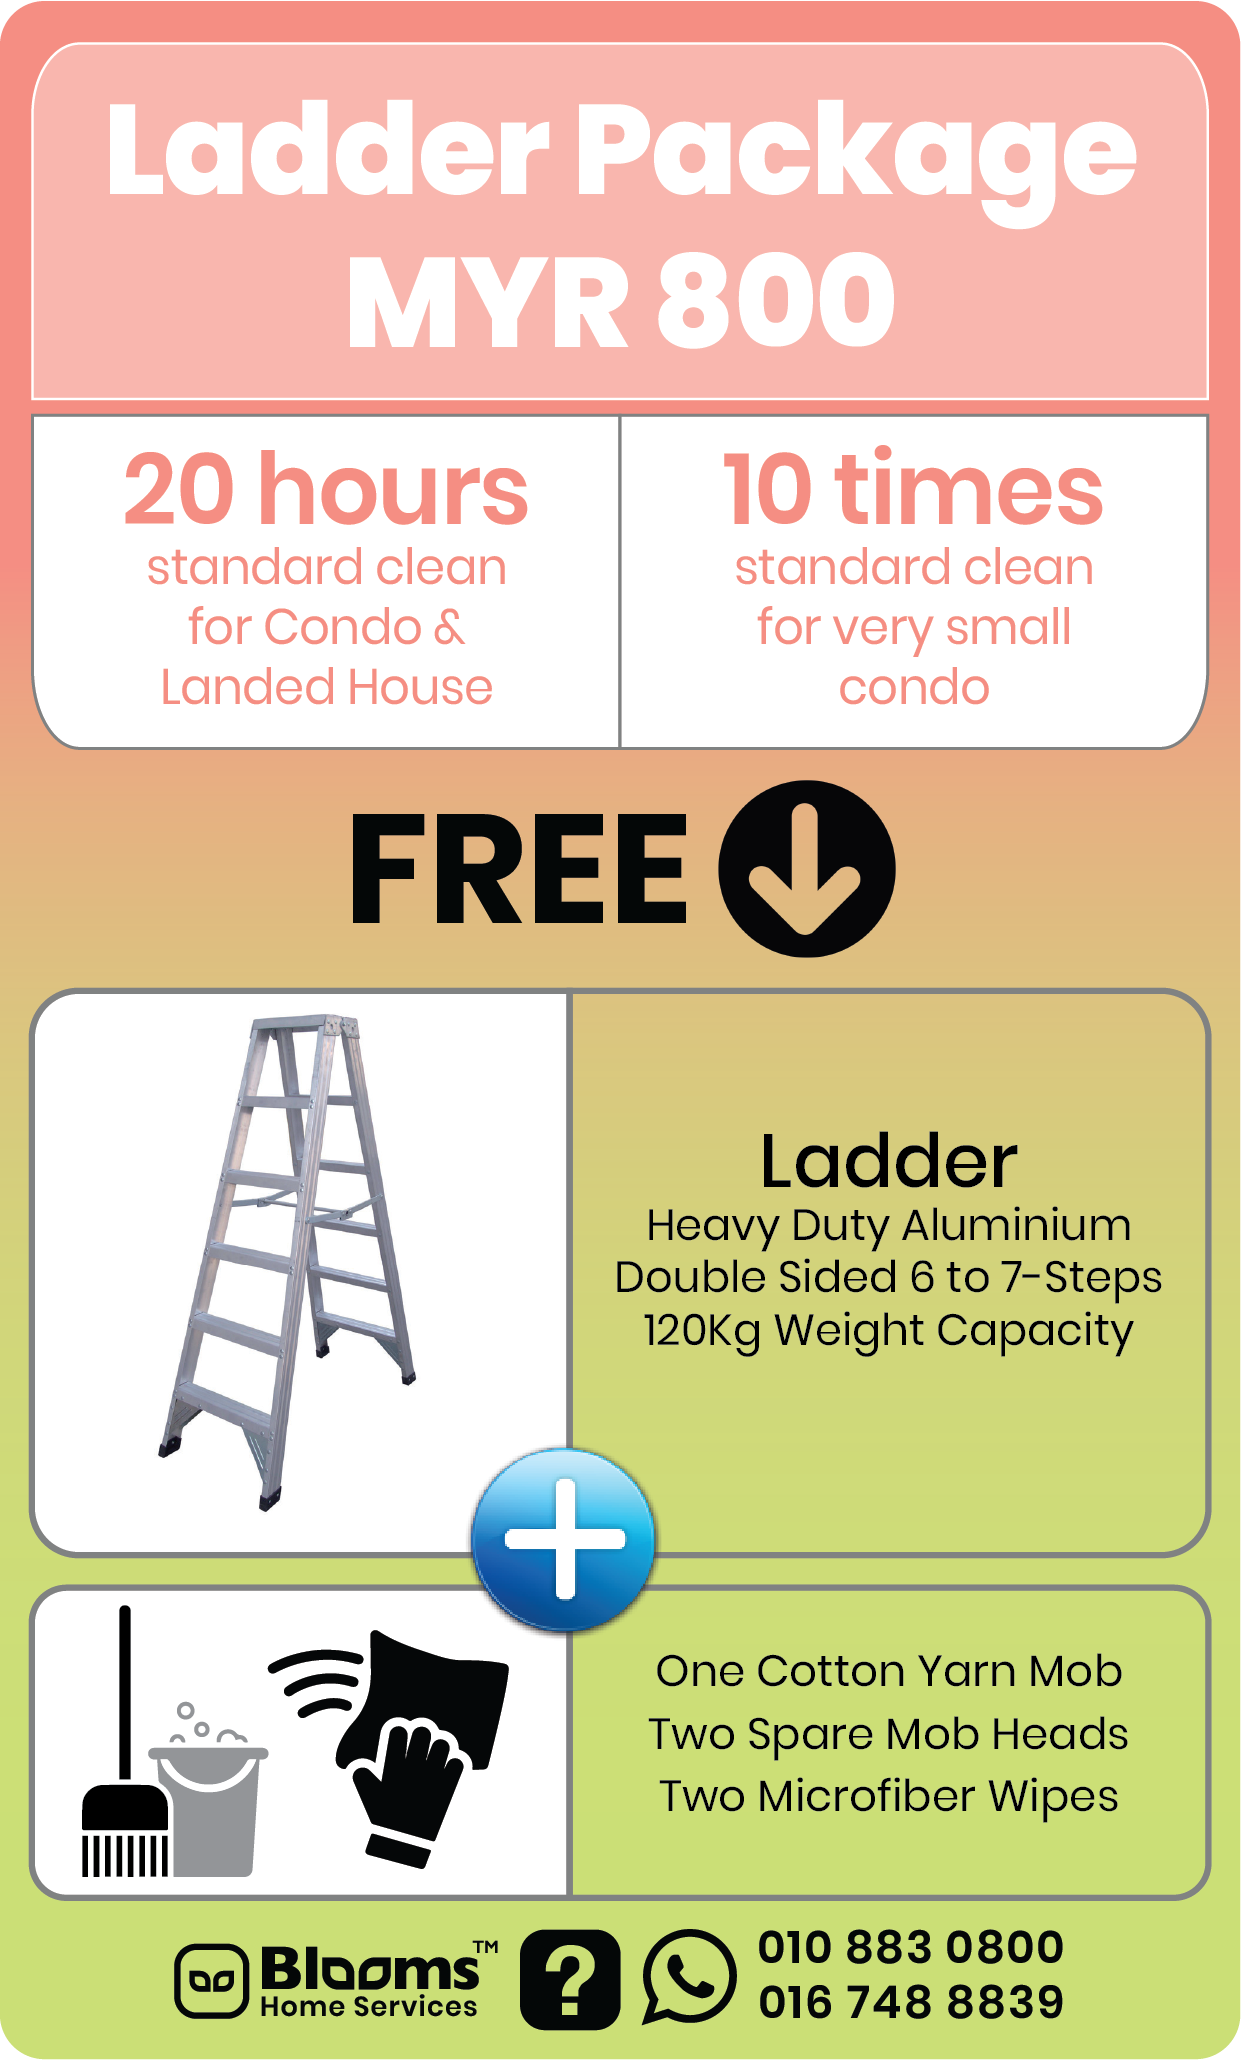 Ladder Package
MYR 800
20 hours
standard clean
for Condo &
Landed House
10 times
standard clean
for very small
condo
FREE
Ladder
Heavy Duty Aluminium
Double Sided 6 to 7-Steps
120Kg Weight Capacity
One Cotton Yarn Mob
Two Spare Mob Heads
Two Microfiber Wipes
Blooms™
Home Services
?
010 883 0800
016 748 8839